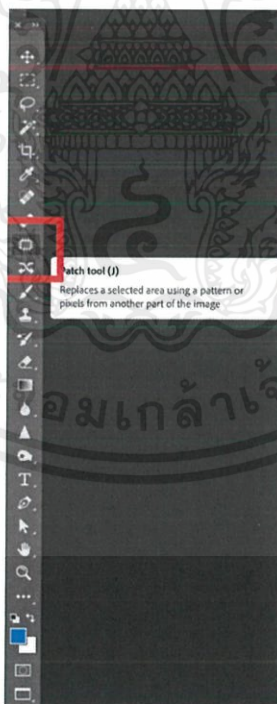 Patch tool (J)
Replaces a selected area using a pattern or
pixels from another part of the image